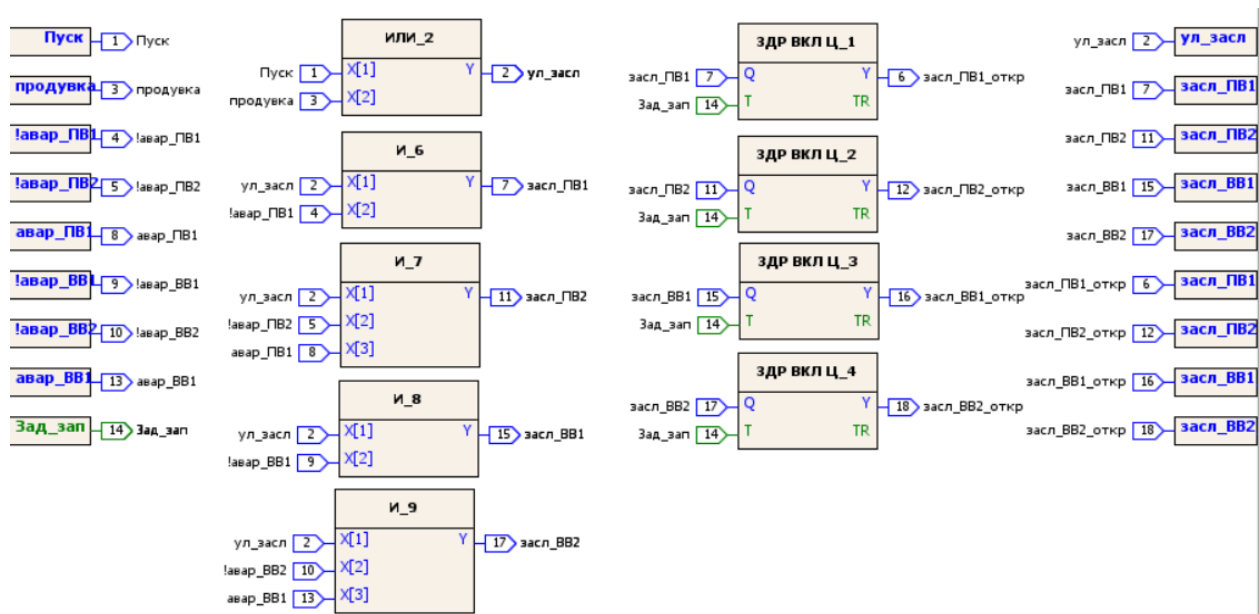 Пуск 1 Пуск
продувка 3 продувка
!авар_ПВ1 4 !авар_ПВ1
!авар_ПВ2 5 !авар_ПВ2
авар_ПВ1 8 авар_ПВ1
!авар_ВВ1 9 !авар_ВВ1
!авар_ВВ2 10 !авар_ВВ2
авар_ВВ1 13 авар_ВВ1
Зад_зап 14 Зад_зап
ИЛИ_2
Пуск 1 X[1] Y 2 ул_засл
продувка 3 X[2]
И_6
ул_засл 2 X[1] Y 7 засл_ПВ1
!авар_ПВ1 4 X[2]
И_7
ул_засл 2 X[1] Y 11 засл_ПВ2
!авар_ПВ2 5 X[2]
авар_ПВ1 8 X[3]
И_8
ул_засл 2 X[1] Y 15 засл_ВВ1
!авар_ВВ1 9 X[2]
И_9
ул_засл 2 X[1] Y 17 засл_ВВ2
!авар_ВВ2 10 X[2]
авар_ВВ1 13 X[3]
ЗДР ВКЛ Ц_1
засл_ПВ1 7 Q Y 6 засл_ПВ1_откр
Зад_зап 14 T TR
ЗДР ВКЛ Ц_2
засл_ПВ2 11 Q Y 12 засл_ПВ2_откр
Зад_зап 14 T TR
ЗДР ВКЛ Ц_3
засл_ВВ1 15 Q Y 16 засл_ВВ1_откр
Зад_зап 14 T TR
ЗДР ВКЛ Ц_4
засл_ВВ2 17 Q Y 18 засл_ВВ2_откр
Зад_зап 14 T TR
ул_засл 2 ул_засл
засл_ПВ1 7 засл_ПВ1
засл_ПВ2 11 засл_ПВ2
засл_ВВ1 15 засл_ВВ1
засл_ВВ2 17 засл_ВВ2
засл_ПВ1_откр 6 засл_ПВ1
засл_ПВ2_откр 12 засл_ПВ2
засл_ВВ1_откр 16 засл_ВВ1
засл_ВВ2_откр 18 засл_ВВ2